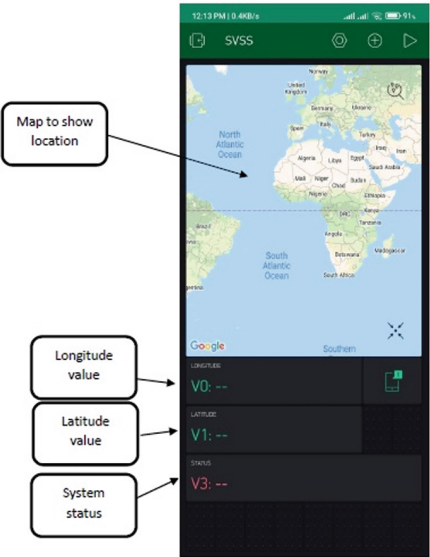 12:13 PM | 0.4KB/s
91%
SVSS
Map to show
location
Norway
United
Kingdom
Germany
Ukraine
Spain
Italy
Turkey
North
Atlantic
Ocean
Iraq
Iran
Algeria
Libya
Egypt
Saudi Arabia
Mali
Niger
Chad
Sudan
Nigeria
Ethiopia
DRC
Kenya
Tanzania
Brazil
Angola
Botswana
Madagascar
South
Atlantic
Ocean
South Africa
Google
Southern
Longitude
value
LONGITUDE
V0: --
Latitude
value
LATITUDE
V1: --
System
status
STATUS
V3: --